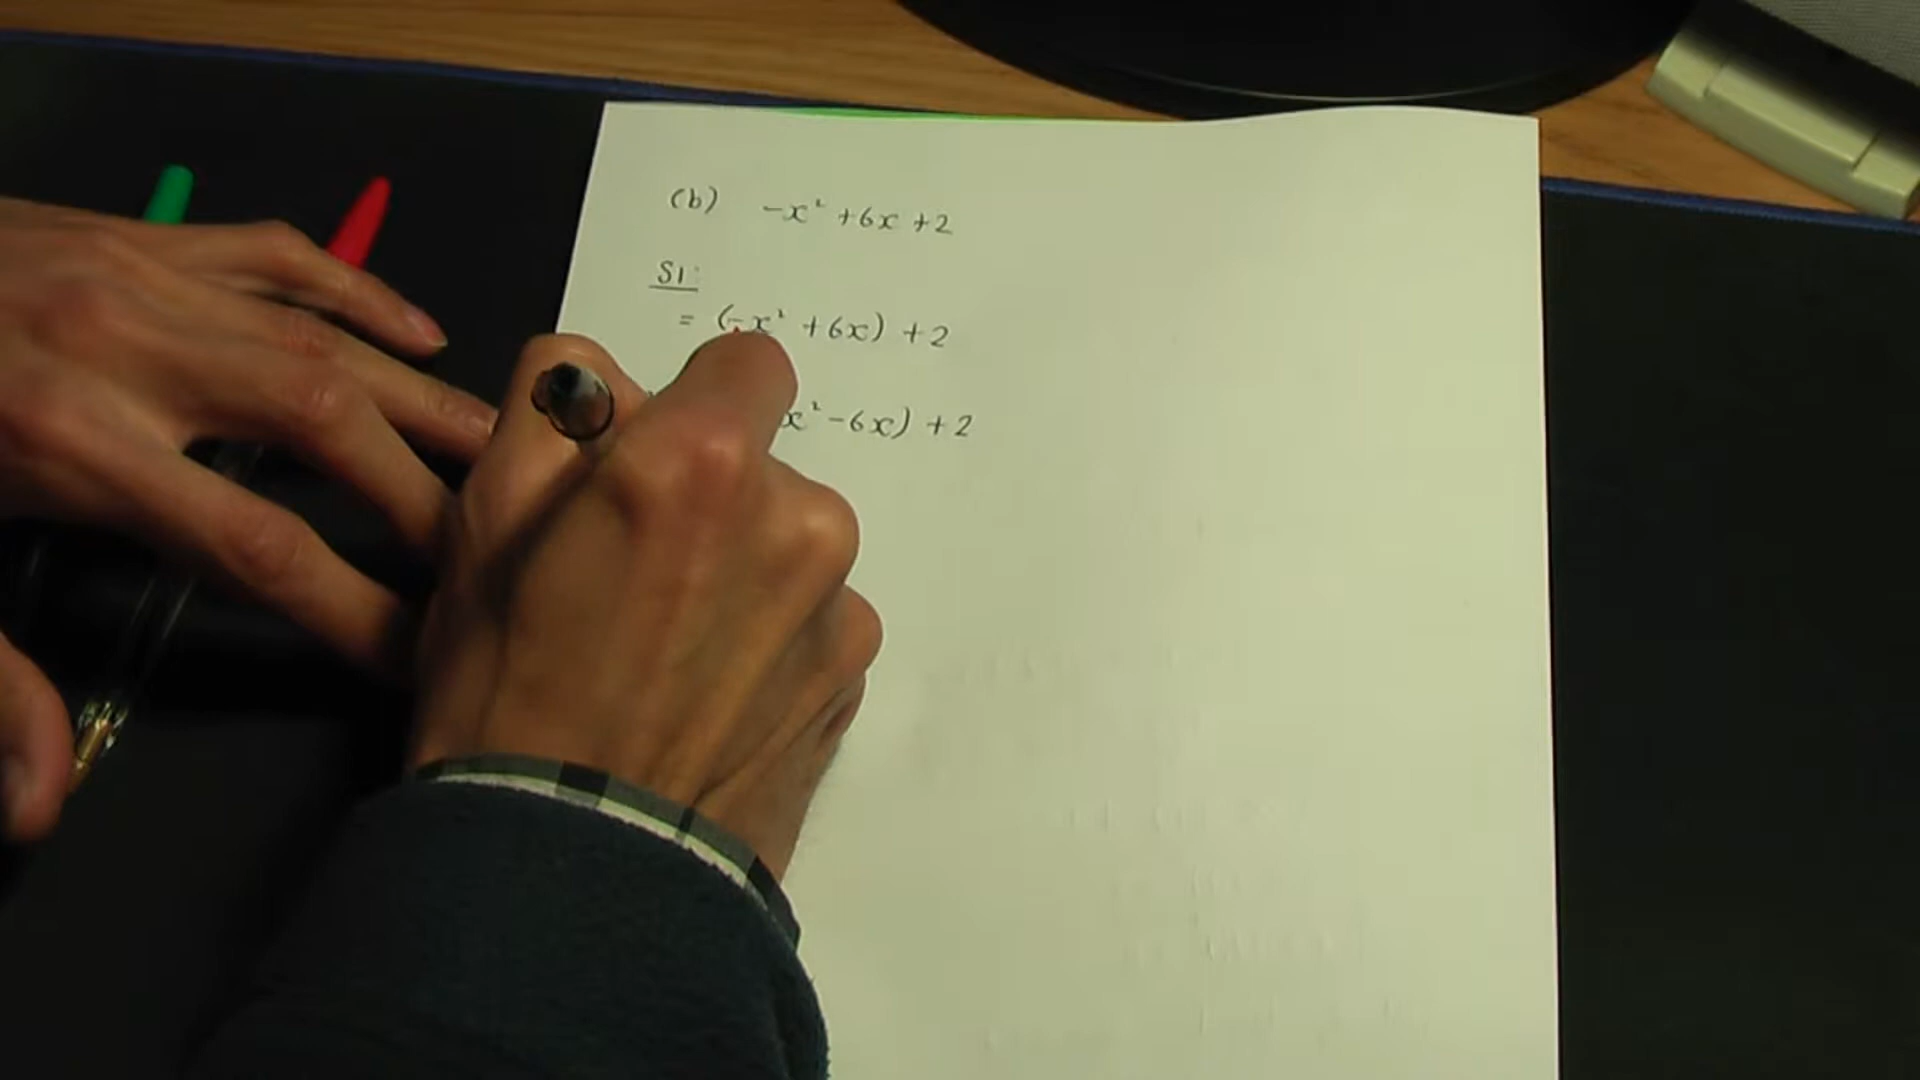 (b) -x² +6x +2
S1:
= (-x² +6x) +2
x² -6x) +2